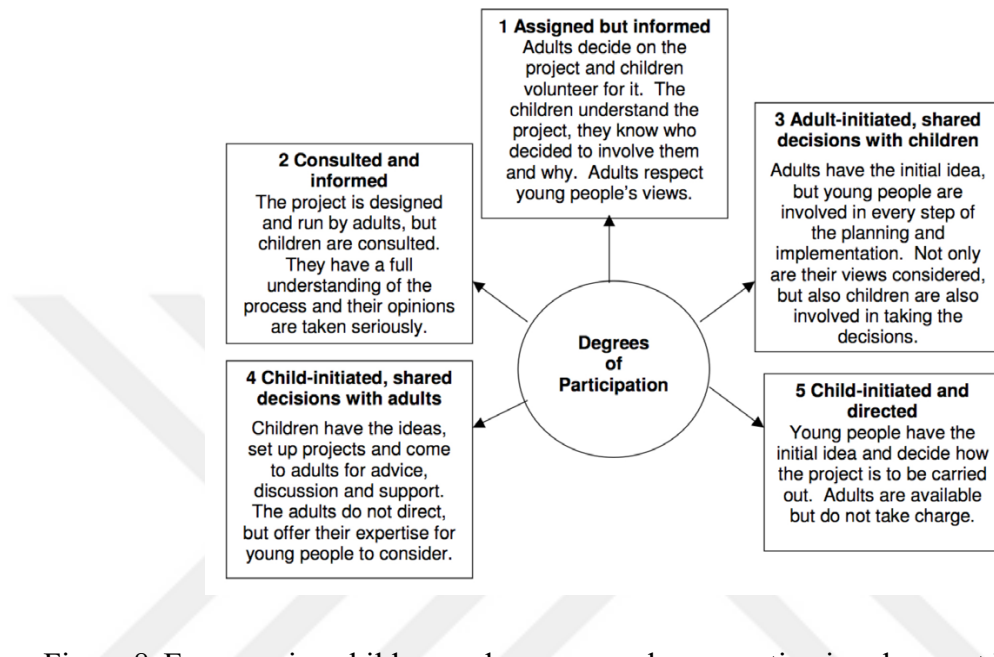 1 Assigned but informed
Adults decide on the
project and children
volunteer for it. The
children understand the
project, they know who
decided to involve them
and why. Adults respect
young people's views.
2 Consulted and
informed
The project is designed
and run by adults, but
children are consulted.
They have a full
understanding of the
process and their opinions
are taken seriously.
3 Adult-initiated, shared
decisions with children
Adults have the initial idea,
but young people are
involved in every step of
the planning and
implementation. Not only
are their views considered,
but also children are also
involved in taking the
decisions.
Degrees
of
Participation
4 Child-initiated, shared
decisions with adults
Children have the ideas,
set up projects and come
to adults for advice,
discussion and support.
The adults do not direct,
but offer their expertise for
young people to consider.
5 Child-initiated and
directed
Young people have the
initial idea and decide how
the project is to be carried
out. Adults are available
but do not take charge.